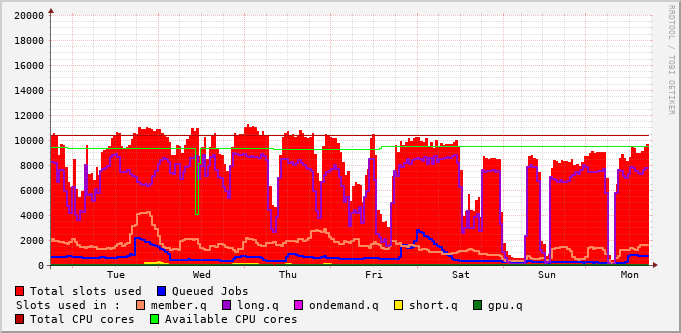 20000
18000
16000
14000
12000
10000
8000
6000
4000
2000
0
Tue Wed Thu Fri Sat Sun Mon
RRDTOOL / TOBI OETIKER
Total slots used Queued Jobs
Slots used in : member.q long.q ondemand.q short.q gpu.q
Total CPU cores Available CPU cores